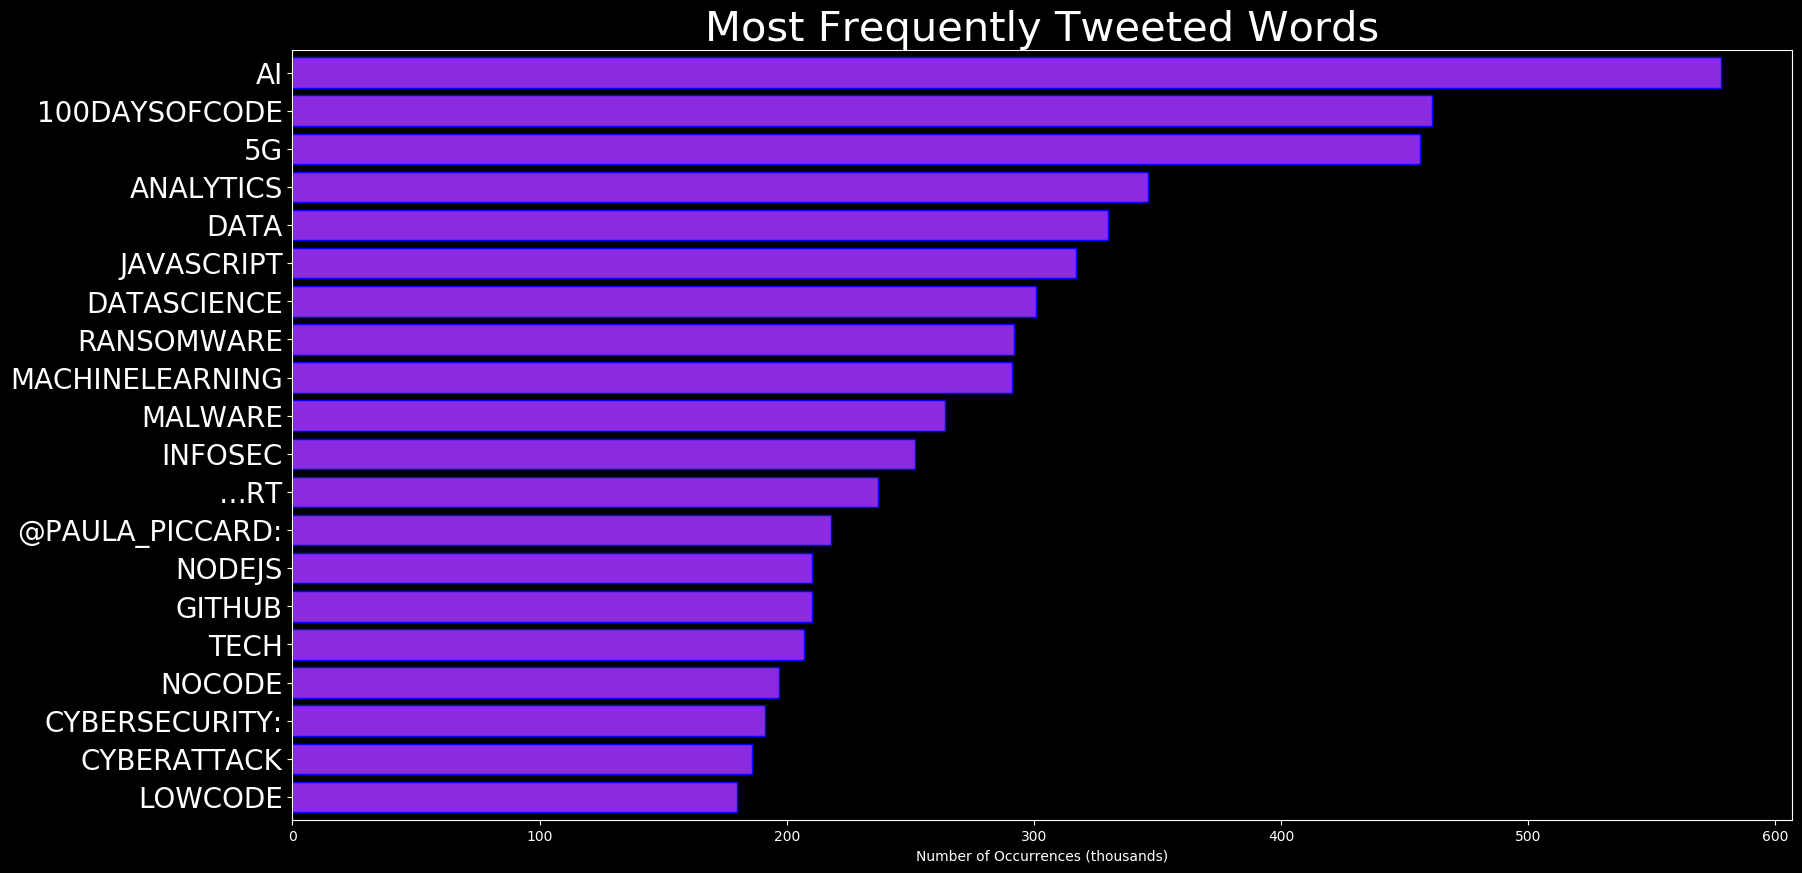 Most Frequently Tweeted Words
AI
100DAYSOFCODE
5G
ANALYTICS
DATA
JAVASCRIPT
DATASCIENCE
RANSOMWARE
MACHINELEARNING
MALWARE
INFOSEC
…RT
@PAULA_PICCARD:
NODEJS
GITHUB
TECH
NOCODE
CYBERSECURITY:
CYBERATTACK
LOWCODE
0 100 200 300 400 500 600
Number of Occurrences (thousands)